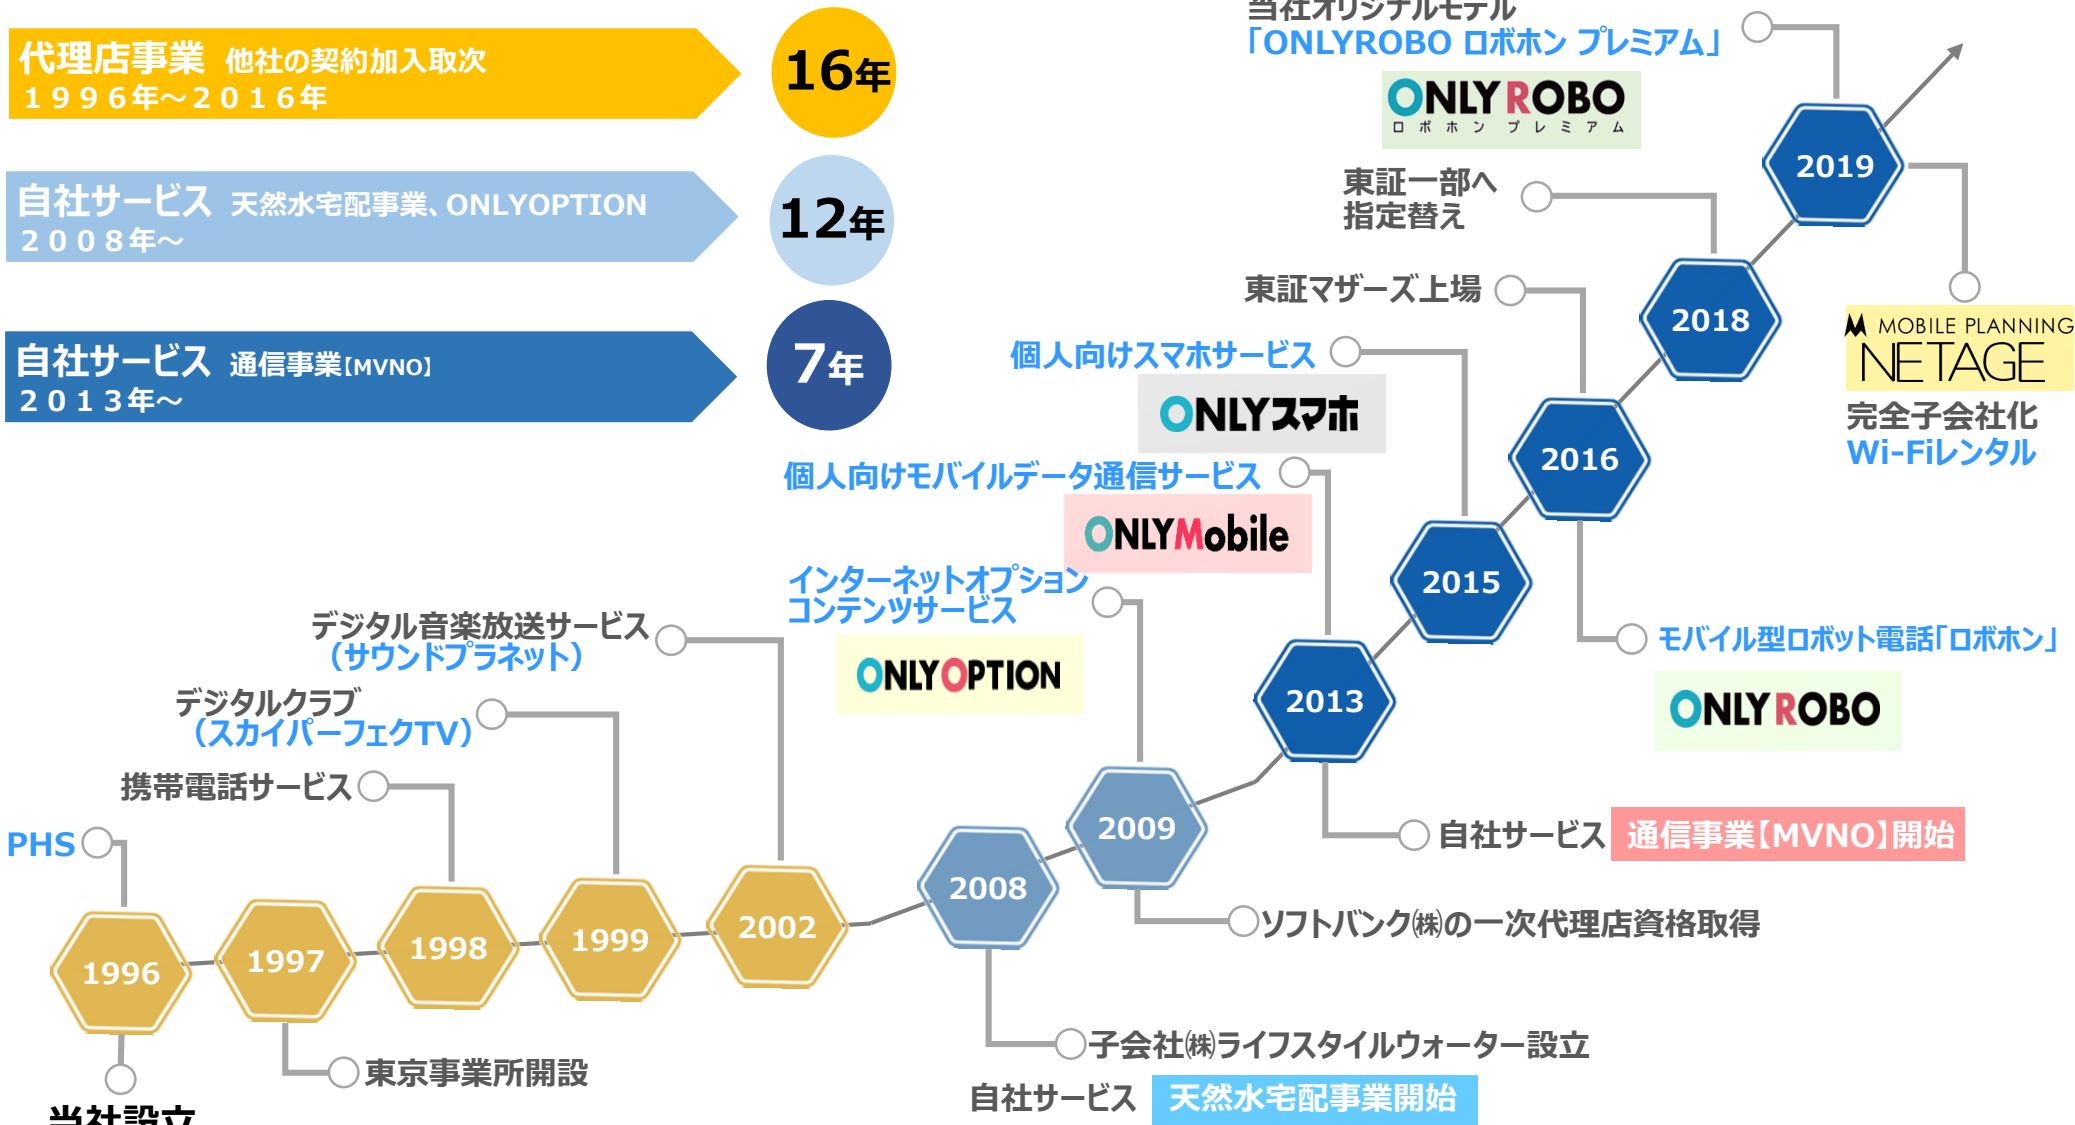 代理店事業 他社の契約加入取次
１９９６年～２０１６年
16年
自社サービス 天然水宅配事業、ONLYOPTION
２００８年～
12年
自社サービス 通信事業【MVNO】
２０１３年～
7年
当社オリジナルモデル
「ONLYROBO ロボホン プレミアム」
ONLYROBO
ロボホン プレミアム
2019
東証一部へ
指定替え
2018
東証マザーズ上場
MOBILE PLANNING
NETAGE
完全子会社化
Wi-Fiレンタル
個人向けスマホサービス
ONLYスマホ
2016
個人向けモバイルデータ通信サービス
ONLYMobile
2015
インターネットオプション
コンテンツサービス
ONLYOPTION
モバイル型ロボット電話「ロボホン」
ONLYROBO
デジタル音楽放送サービス
（サウンドプラネット）
2013
デジタルクラブ
（スカイパーフェクTV）
携帯電話サービス
PHS
2009
自社サービス 通信事業【MVNO】開始
2008
ソフトバンク㈱の一次代理店資格取得
2002
1999
1998
1997
1996
子会社㈱ライフスタイルウォーター設立
東京事業所開設
自社サービス 天然水宅配事業開始
当社設立